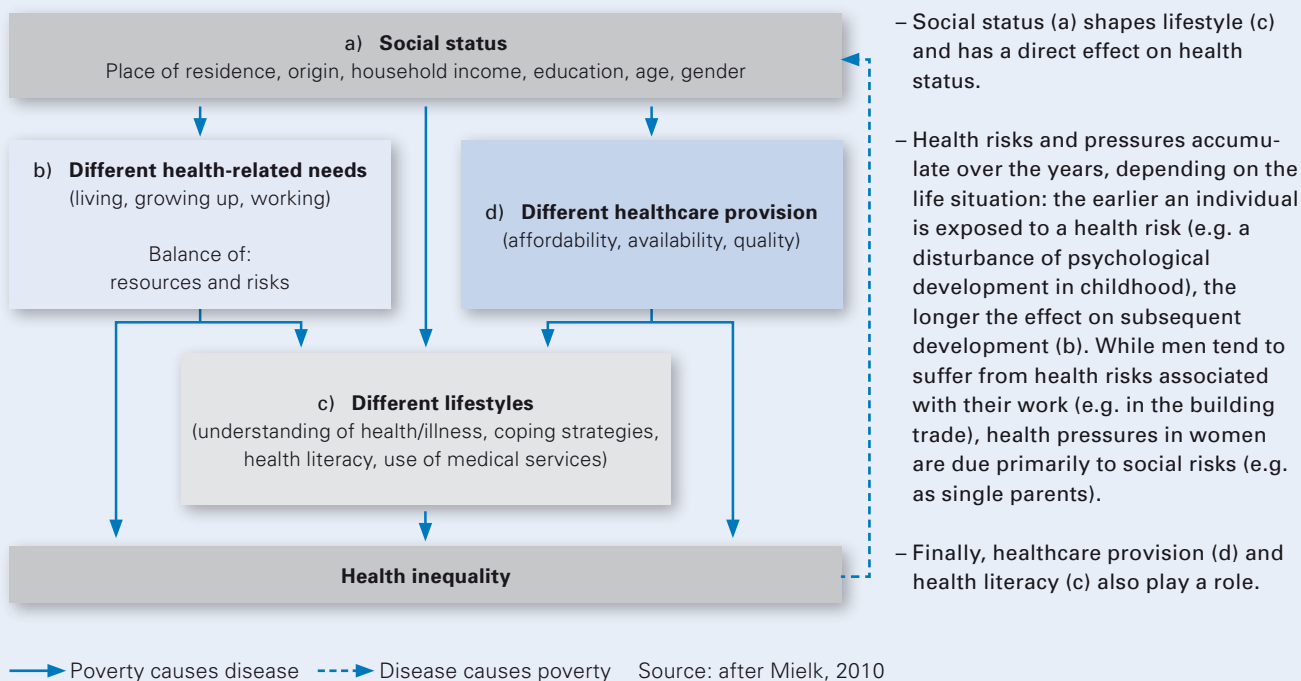 a) Social status
Place of residence, origin, household income, education, age, gender
b) Different health-related needs
(living, growing up, working)
Balance of:
resources and risks
d) Different healthcare provision
(affordability, availability, quality)
c) Different lifestyles
(understanding of health/illness, coping strategies,
health literacy, use of medical services)
Health inequality
– Social status (a) shapes lifestyle (c)
and has a direct effect on health
status.
– Health risks and pressures accumu-
late over the years, depending on the
life situation: the earlier an individual
is exposed to a health risk (e.g. a
disturbance of psychological
development in childhood), the
longer the effect on subsequent
development (b). While men tend to
suffer from health risks associated
with their work (e.g. in the building
trade), health pressures in women
are due primarily to social risks (e.g.
as single parents).
– Finally, healthcare provision (d) and
health literacy (c) also play a role.
Poverty causes disease Disease causes poverty Source: after Mielk, 2010